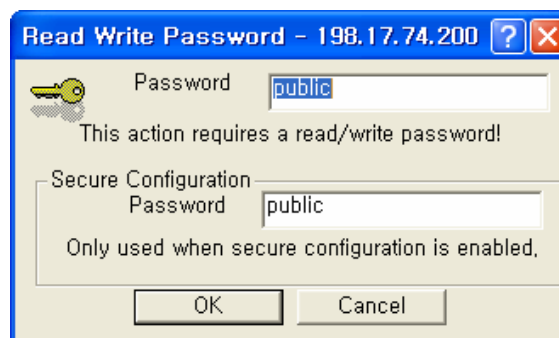 Read Write Password - 198.17.74.200
Password public
This action requires a read/write password!
Secure Configuration
Password public
Only used when secure configuration is enabled,
OK Cancel